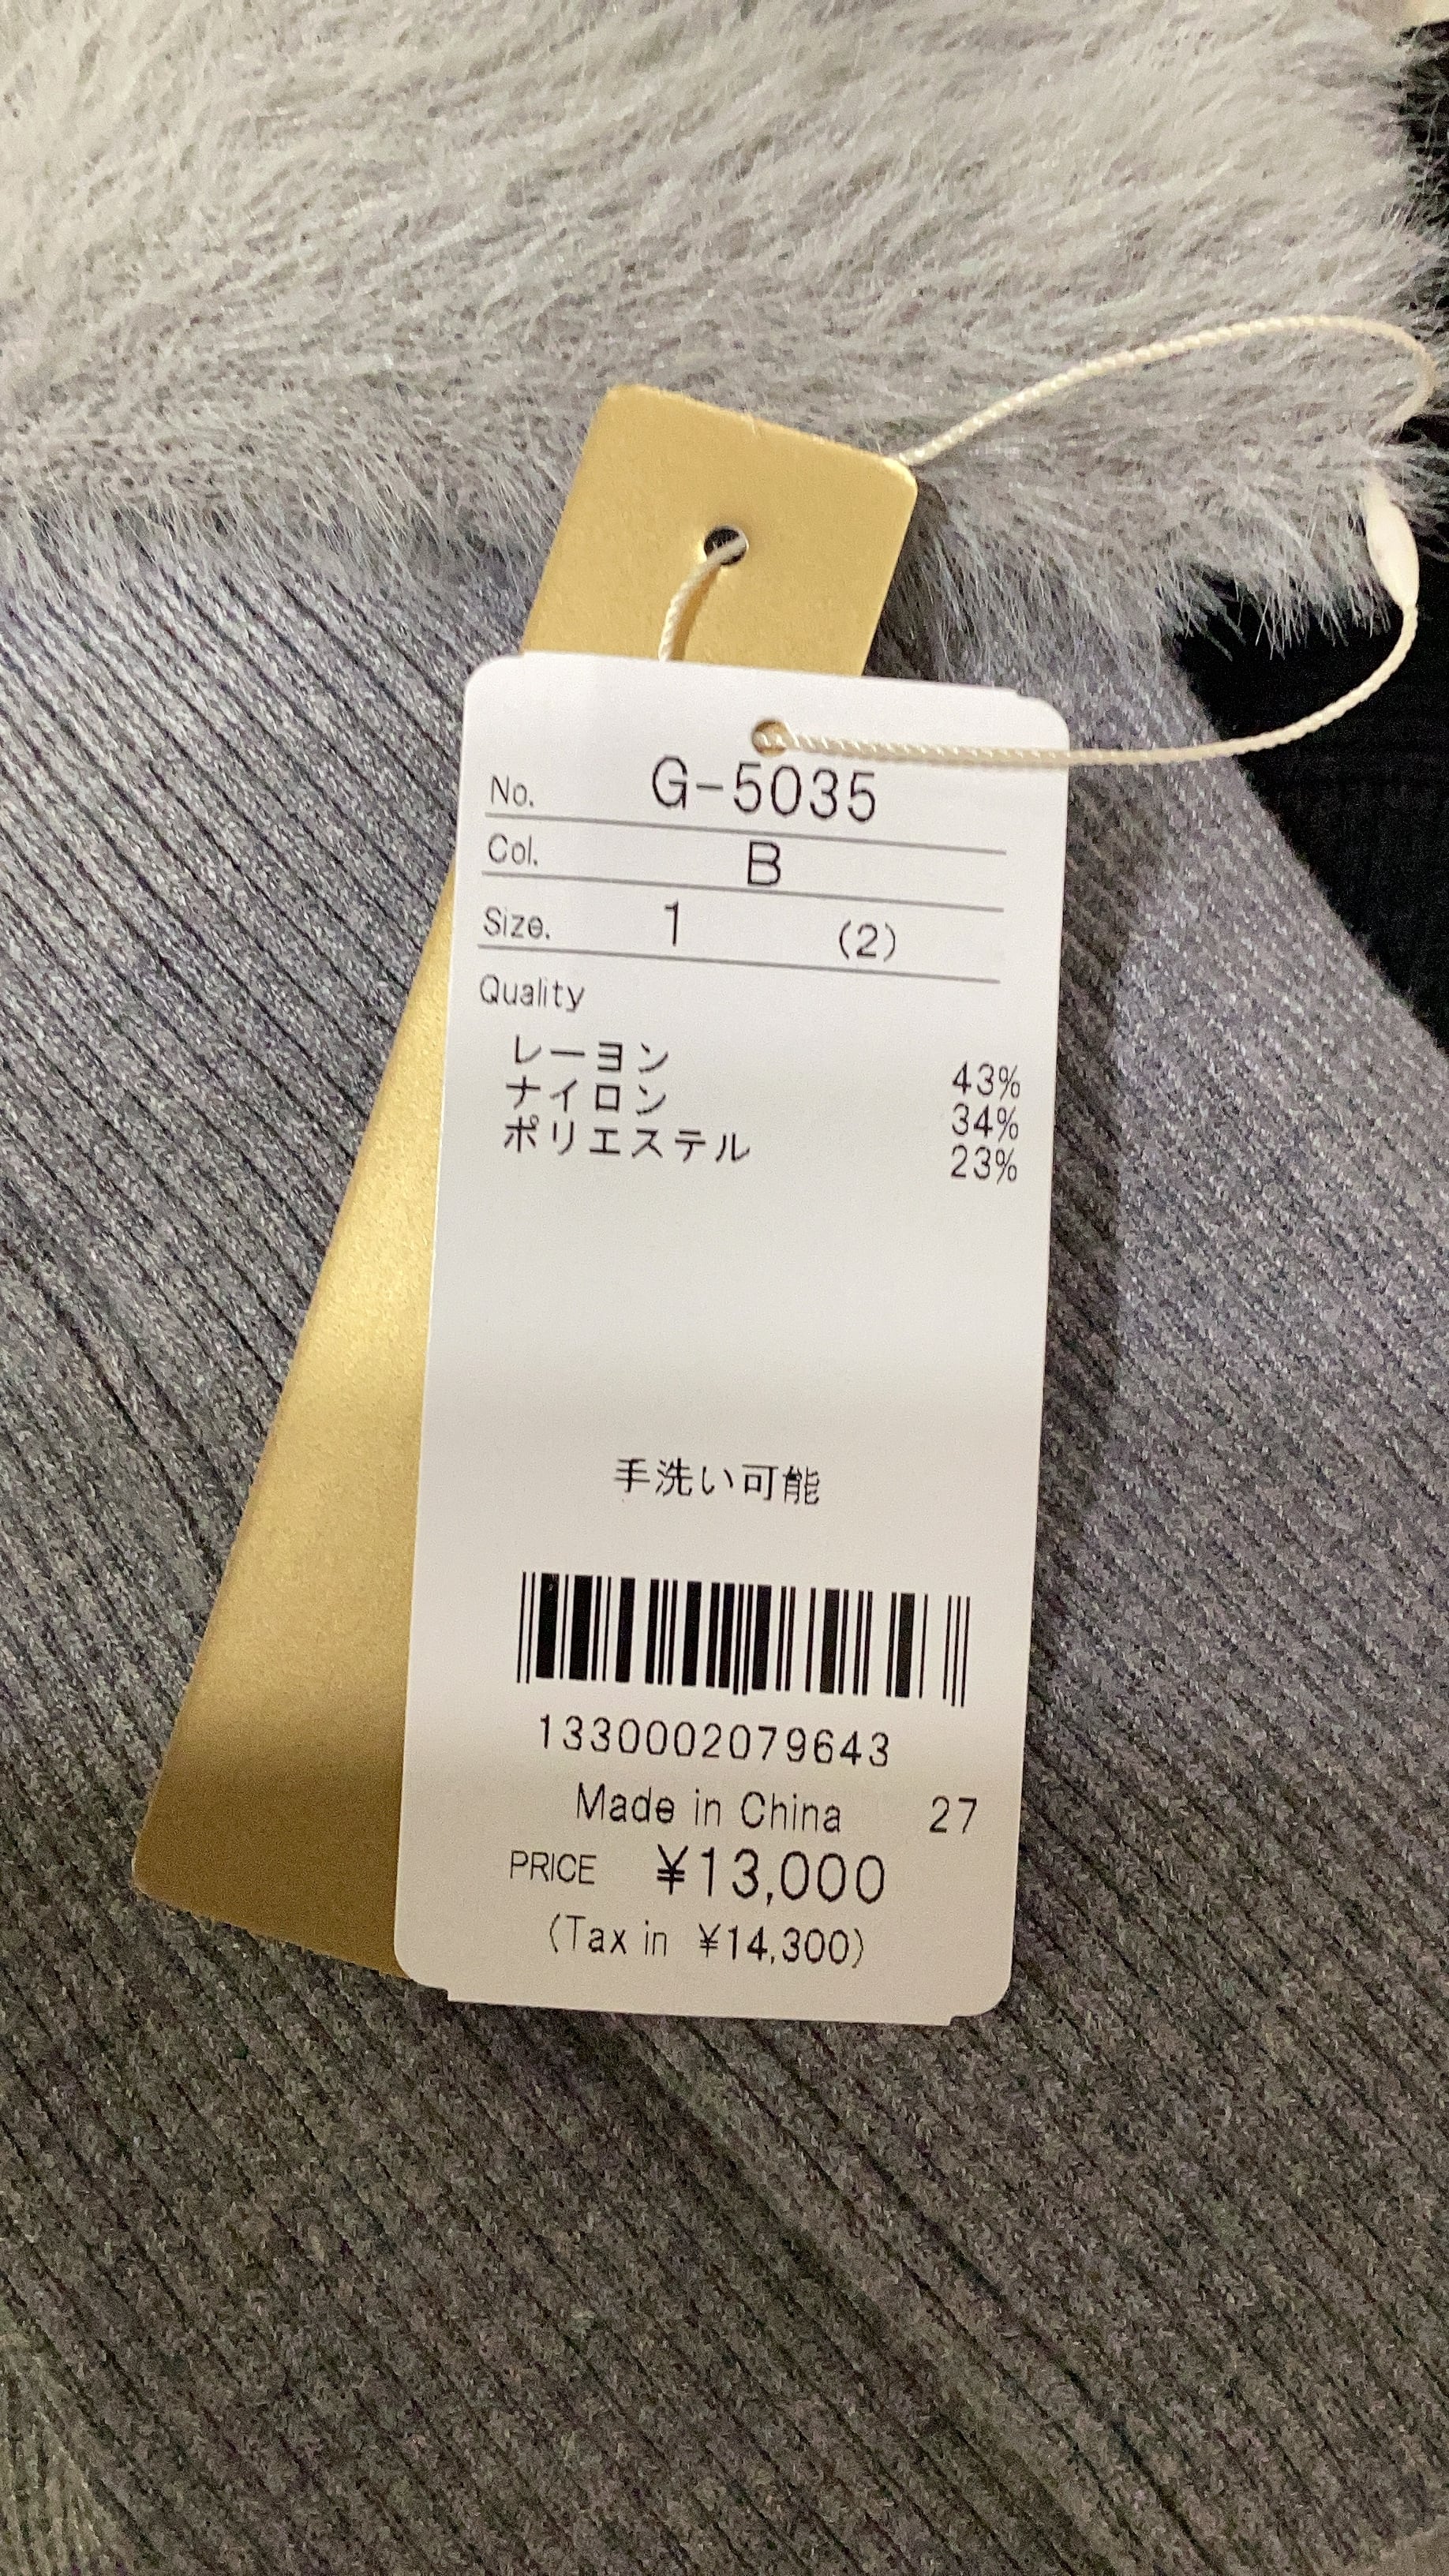 No. G-5035
Col. B
Size. 1 (2)
Quality
レーヨン 43%
ナイロン 34%
ポリエステル 23%
手洗い可能
1330002079643
Made in China 27
PRICE ¥13,000
(Tax in ¥14,300)